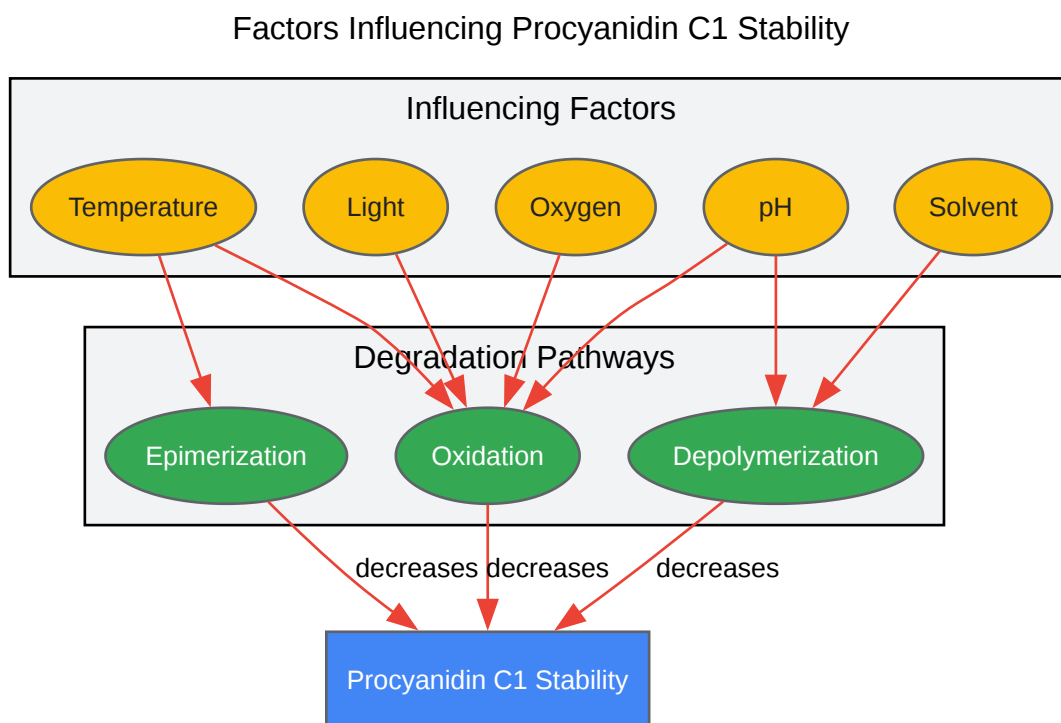 Factors Influencing Procyanidin C1 Stability
Influencing Factors
Temperature
Light
Oxygen
pH
Solvent
Degradation Pathways
Epimerization
Oxidation
Depolymerization
decreases
decreases
decreases
Procyanidin C1 Stability